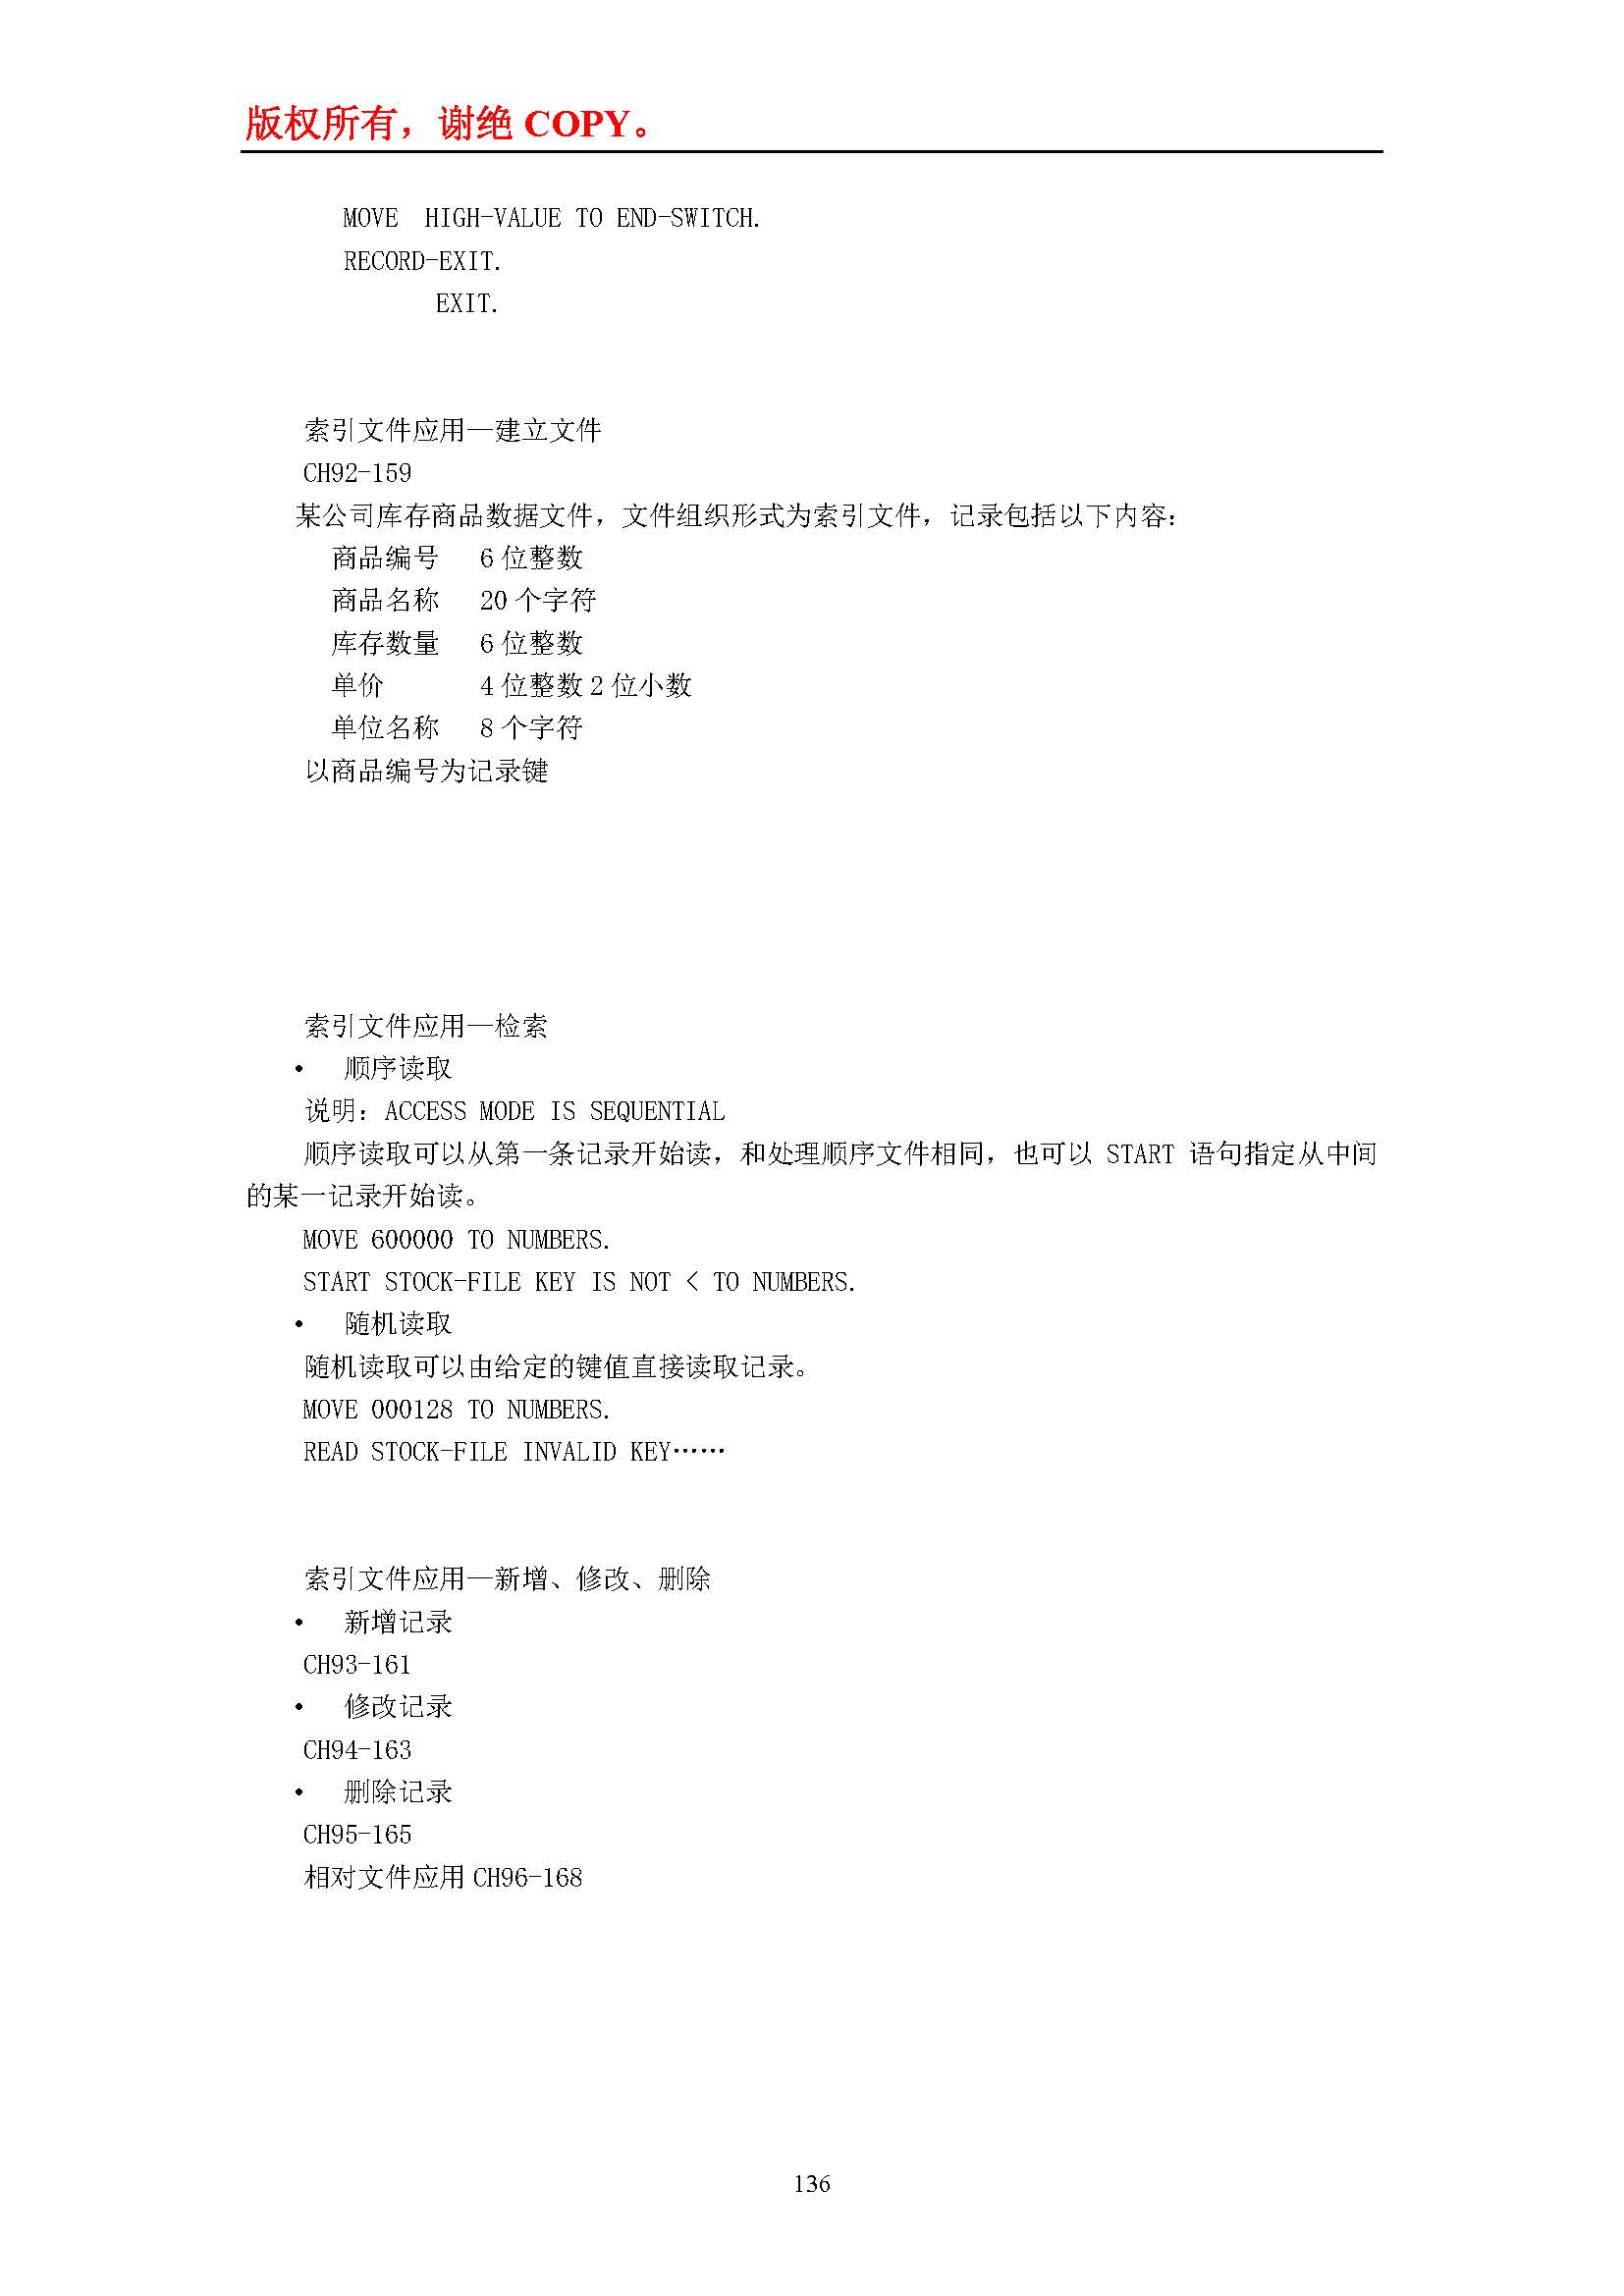 版权所有，谢绝 COPY。
MOVE  HIGH-VALUE TO END-SWITCH.
RECORD-EXIT.
EXIT.
索引文件应用—建立文件
CH92-159
某公司库存商品数据文件，文件组织形式为索引文件，记录包括以下内容：
商品编号   6 位整数
商品名称   20 个字符
库存数量   6 位整数
单价       4 位整数 2 位小数
单位名称   8 个字符
以商品编号为记录键
索引文件应用—检索
•   顺序读取
说明：ACCESS MODE IS SEQUENTIAL
顺序读取可以从第一条记录开始读，和处理顺序文件相同，也可以 START 语句指定从中间
的某一记录开始读。
MOVE 600000 TO NUMBERS.
START STOCK-FILE KEY IS NOT < TO NUMBERS.
•   随机读取
随机读取可以由给定的键值直接读取记录。
MOVE 000128 TO NUMBERS.
READ STOCK-FILE INVALID KEY……
索引文件应用—新增、修改、删除
•   新增记录
CH93-161
•   修改记录
CH94-163
•   删除记录
CH95-165
相对文件应用 CH96-168
136